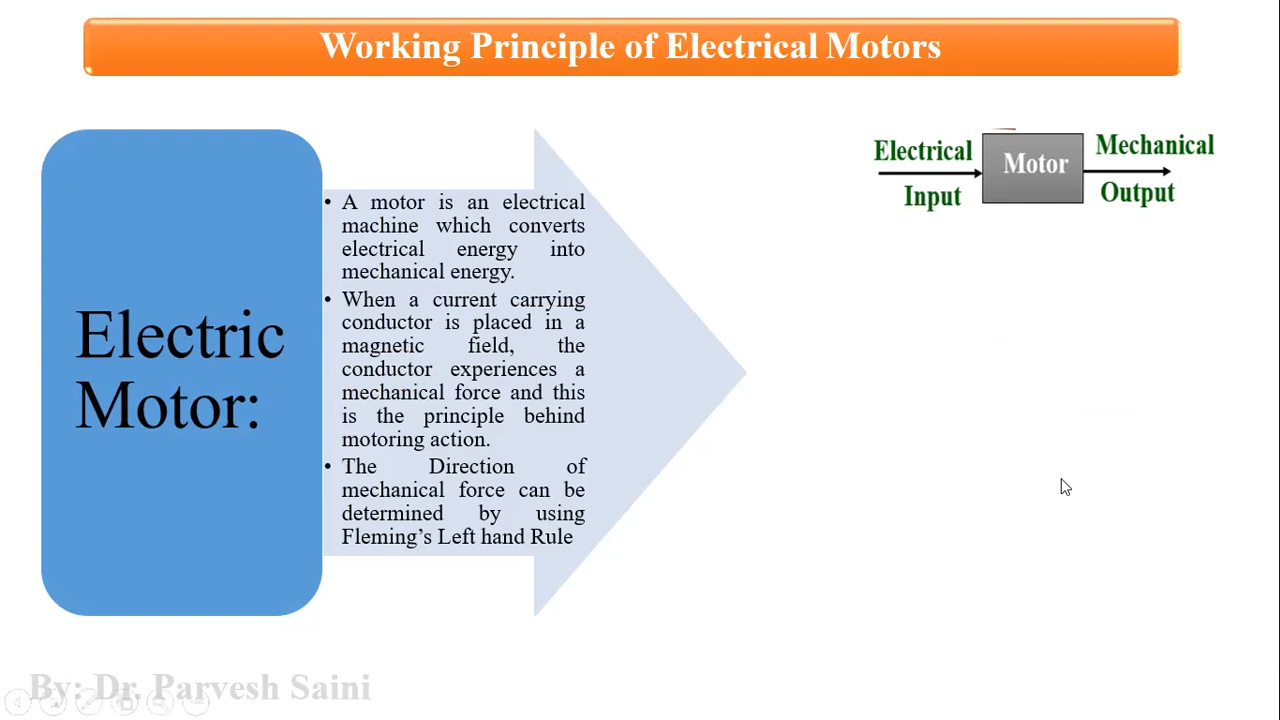 Working Principle of Electrical Motors
Electric
Motor:
• A motor is an electrical
machine which converts
electrical energy into
mechanical energy.
• When a current carrying
conductor is placed in a
magnetic field, the
conductor experiences a
mechanical force and this
is the principle behind
motoring action.
• The Direction of
mechanical force can be
determined by using
Fleming’s Left hand Rule
Electrical
Input
Motor
Mechanical
Output
By: Dr. Parvesh Saini